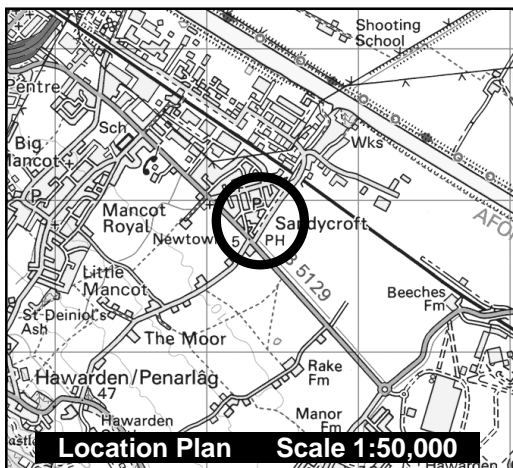 Shooting
School
entre
Sch
Wks
Big
Mancot
P
P
Mancot
Royal
Sandycroft
Newtown
5
PH
AFO
5129
Little
Mancot
Beeches
Fm
St Deiniol's
Ash
The Moor
Rake
Fm
Hawarden/Penarlâg
47
Hawarden
Manor
Fm
Location Plan Scale 1:50,000